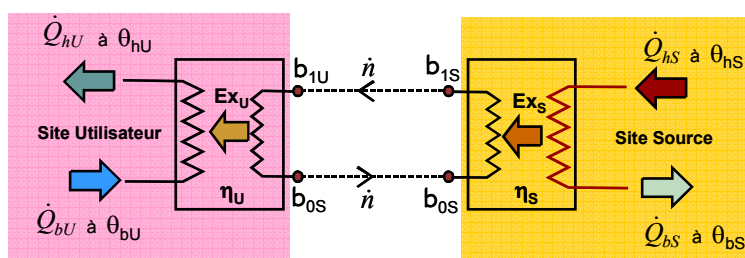 Q̇hU à θhU
b1U
ṅ
b1S
Q̇hS à θhS
ExU
ExS
Site Utilisateur
Site Source
ηU
b0S
ṅ
b0S
ηS
Q̇bU à θbU
Q̇bS à θbS